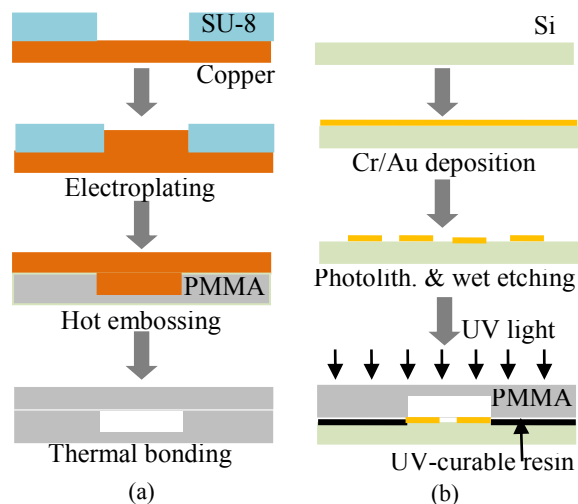 SU-8
Copper
Electroplating
PMMA
Hot embossing
Thermal bonding
(a)
Si
Cr/Au deposition
Photolith. & wet etching
UV light
PMMA
UV-curable resin
(b)